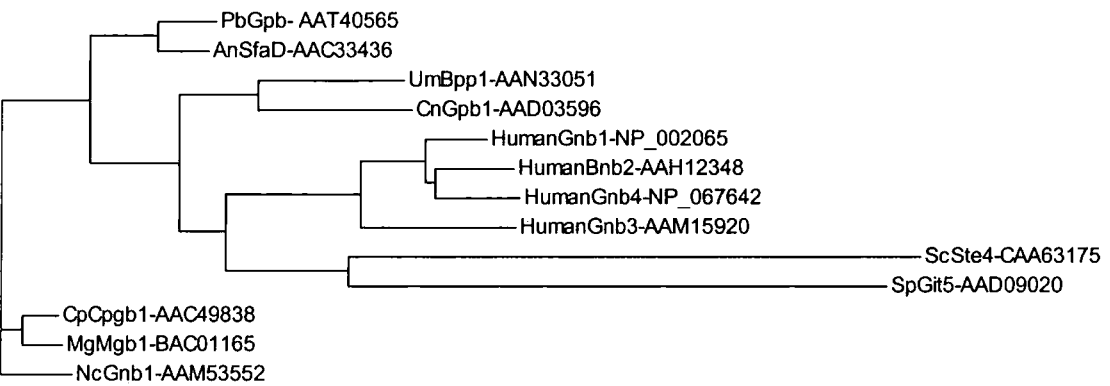 PbGpb- AAT40565
AnSfaD-AAC33436
UmBpp1-AAN33051
CnGpb1-AAD03596
HumanGnb1-NP_002065
HumanBnb2-AAH12348
HumanGnb4-NP_067642
HumanGnb3-AAM15920
ScSte4-CAA63175
SpGit5-AAD09020
CpCpgb1-AAC49838
MgMgb1-BAC01165
NcGnb1-AAM53552